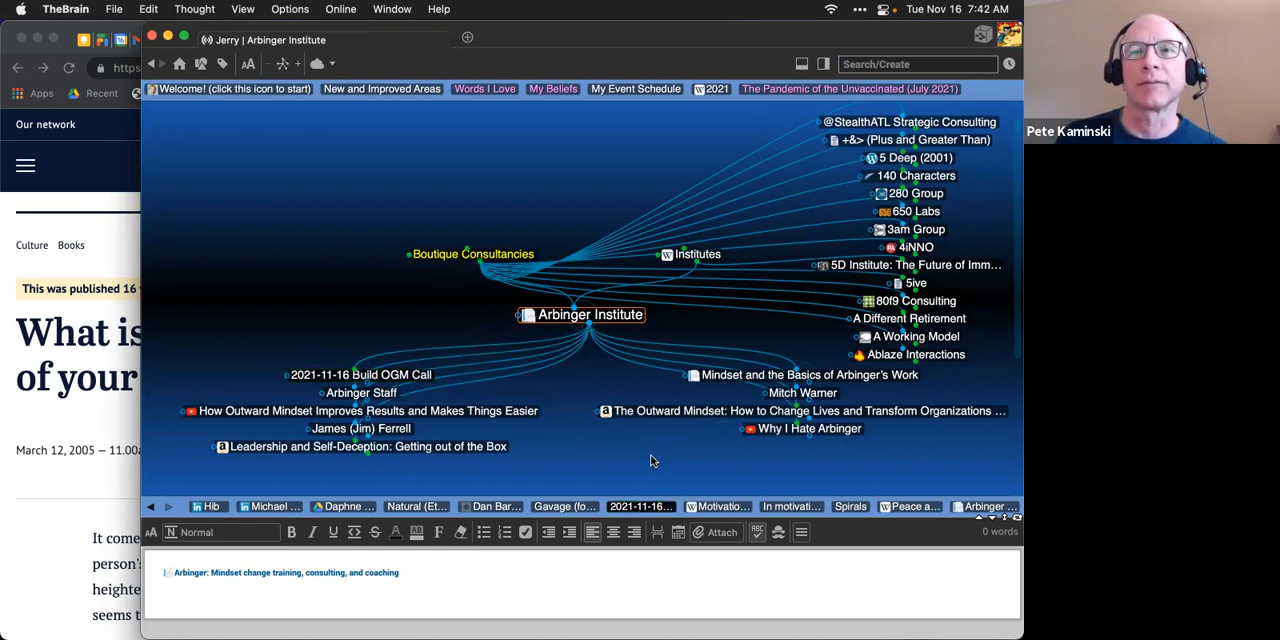 TheBrain File Edit Thought View Options Online Window Help Tue Nov 16 7:42 AM
Jerry | Arbinger Institute
https
AA Search/Create
Apps Recent
Welcome! (click this icon to start) New and Improved Areas Words I Love My Beliefs My Event Schedule 2021 The Pandemic of the Unvaccinated (July 2021)
Our network
@StealthATL Strategic Consulting
+&> (Plus and Greater Than)
5 Deep (2001)
140 Characters
280 Group
650 Labs
3am Group
4iNNO
5D Institute: The Future of Imm...
5ive
80f9 Consulting
A Different Retirement
A Working Model
Ablaze Interactions
Pete Kaminski
Boutique Consultancies Institutes
Arbinger Institute
2021-11-16 Build OGM Call
Arbinger Staff
How Outward Mindset Improves Results and Makes Things Easier
James (Jim) Ferrell
Leadership and Self-Deception: Getting out of the Box
Mindset and the Basics of Arbinger's Work
Mitch Warner
The Outward Mindset: How to Change Lives and Transform Organizations ...
Why I Hate Arbinger
Culture Books
This was published 16
What is
of your
March 12, 2005 — 11.00a
It come
person's
heighte
seems t
Hib Michael ... Daphne ... Natural (Et... Dan Bar... Gavage (fo... 2021-11-16... Motivatio... In motivati... Spirals Peace a... Arbinger ...
AA N Normal B I U S A ab F Attach ABC 0 words
Arbinger: Mindset change training, consulting, and coaching